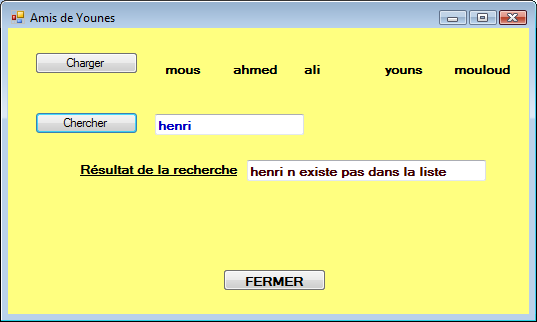 Amis de Younes
Charger mous ahmed ali youns mouloud
Chercher henri
Résultat de la recherche henri n existe pas dans la liste
FERMER